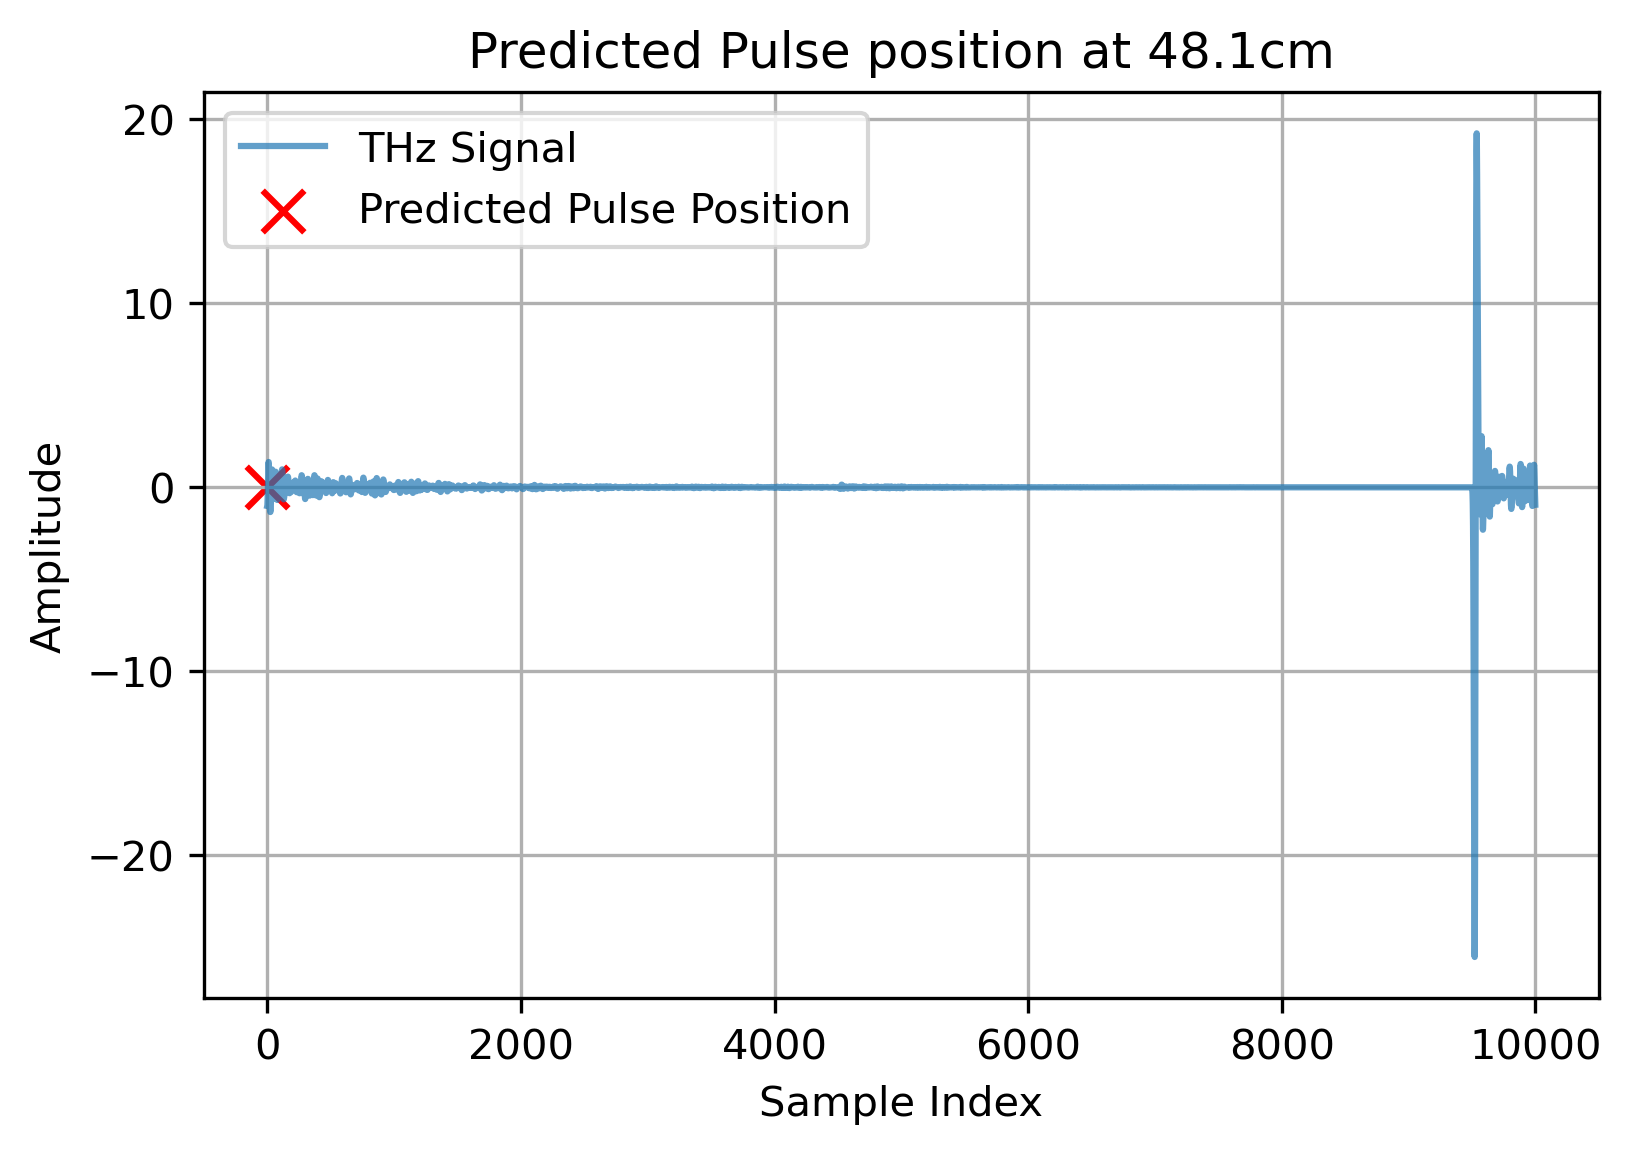 Predicted Pulse position at 48.1cm
THz Signal
Predicted Pulse Position
20
10
0
−10
−20
Amplitude
0 2000 4000 6000 8000 10000
Sample Index